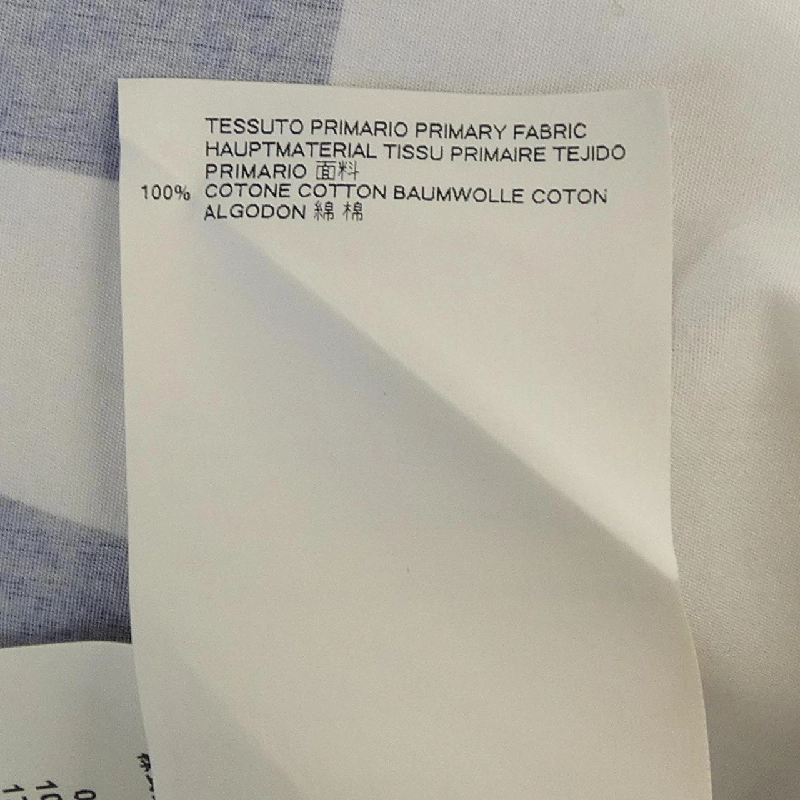 TESSUTO PRIMARIO PRIMARY FABRIC
HAUPTMATERIAL TISSU PRIMAIRE TEJIDO
PRIMARIO 面料
100% COTONE COTTON BAUMWOLLE COTON
ALGODON 綿 棉